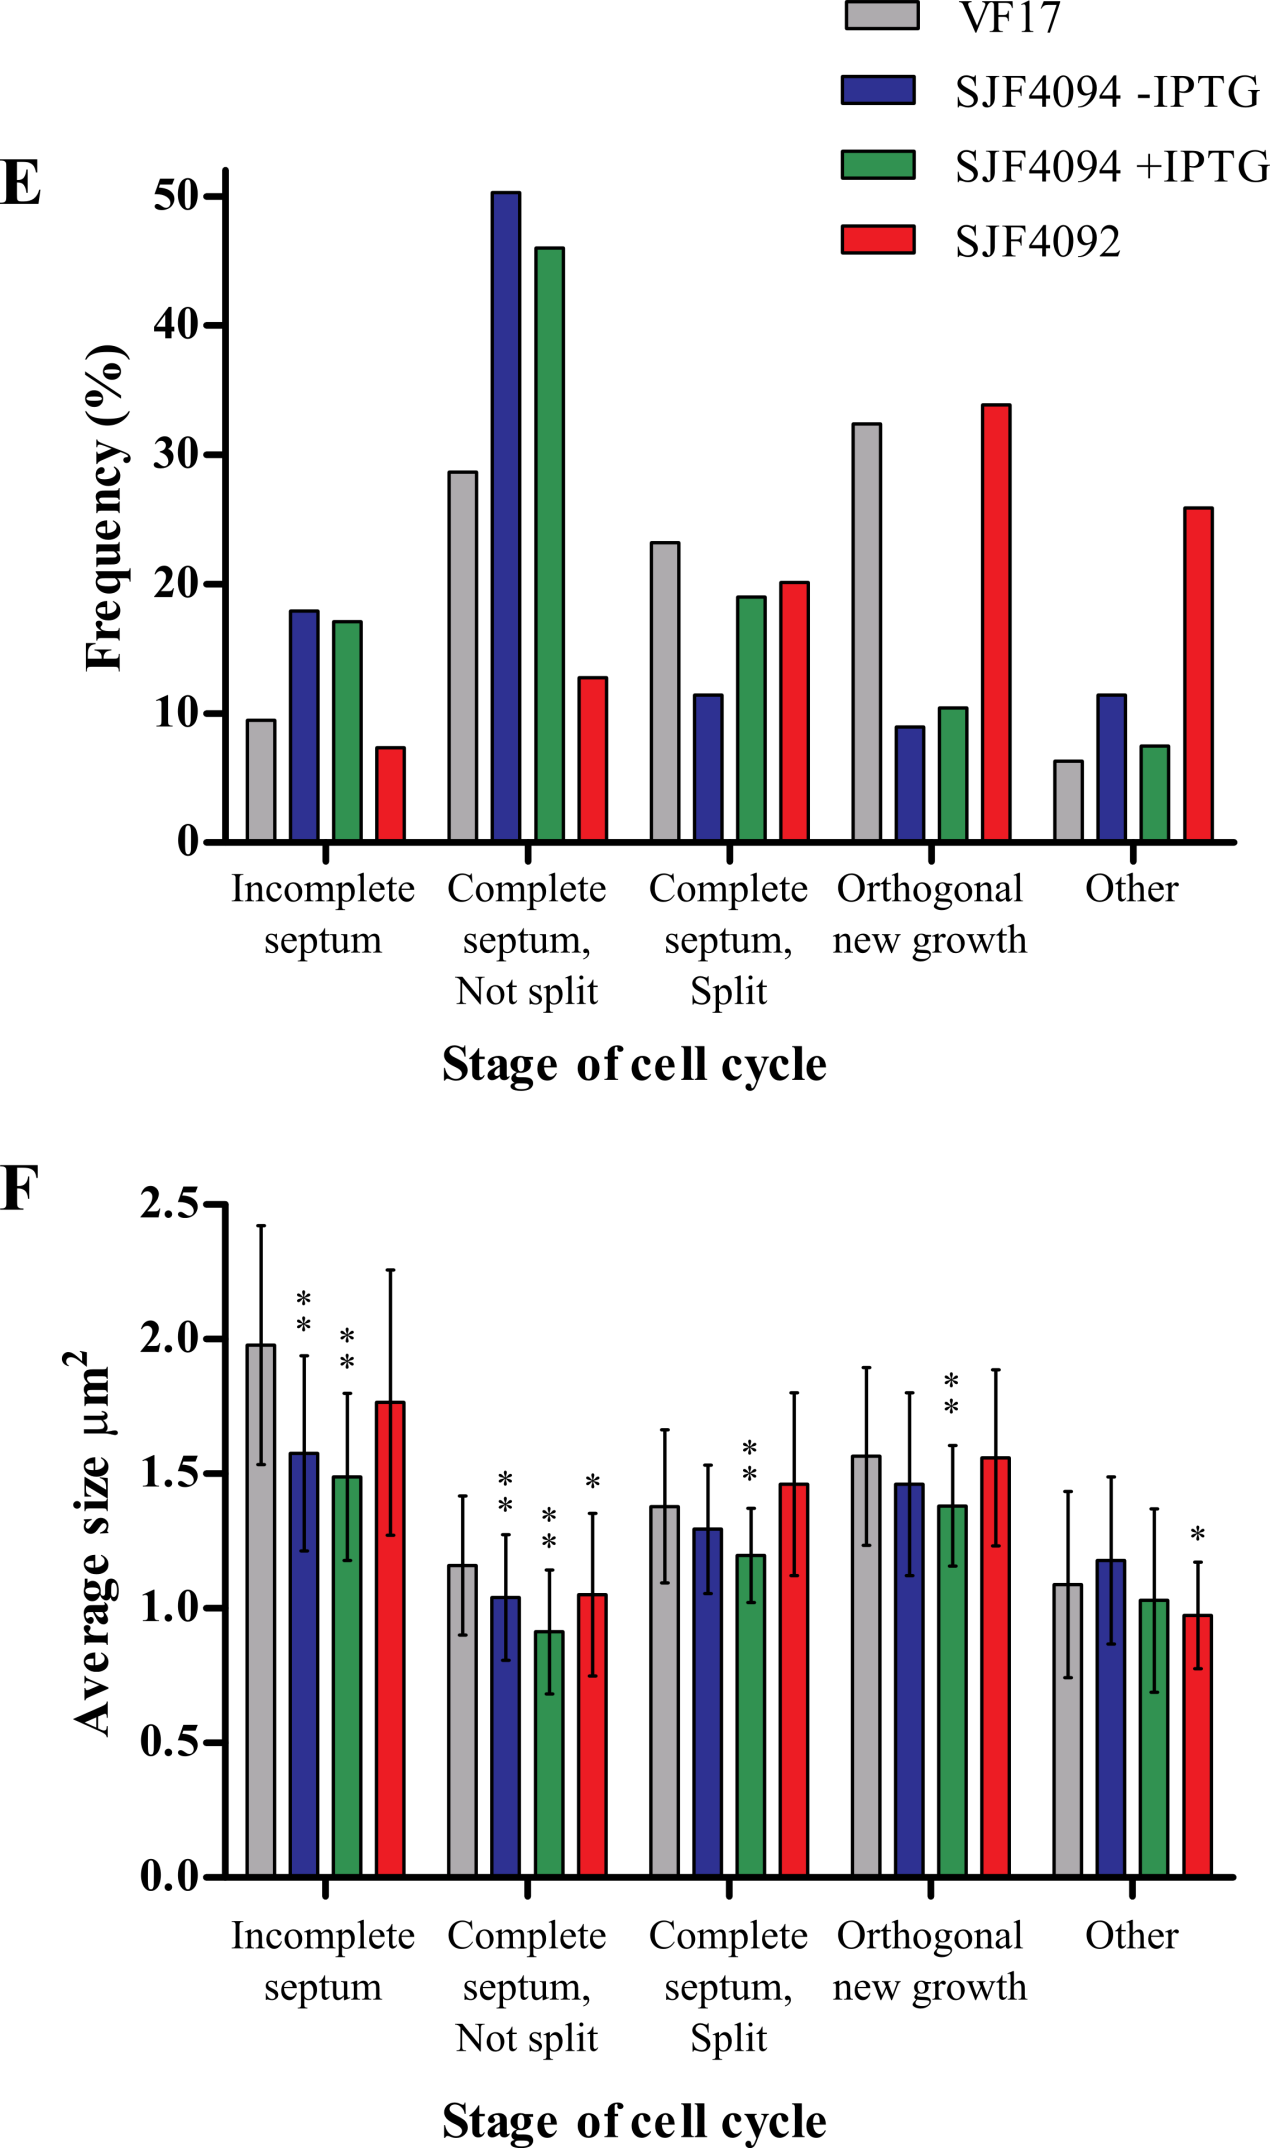 VF17
SJF4094 -IPTG
SJF4094 +IPTG
SJF4092
E
50
40
30
20
10
0
Frequency (%)
Incomplete septum
Complete septum, Not split
Complete septum, Split
Orthogonal new growth
Other
Stage of cell cycle
F
2.5
2.0
1.5
1.0
0.5
0.0
Average size μm²
**
**
**
**
*
**
**
*
Incomplete septum
Complete septum, Not split
Complete septum, Split
Orthogonal new growth
Other
Stage of cell cycle